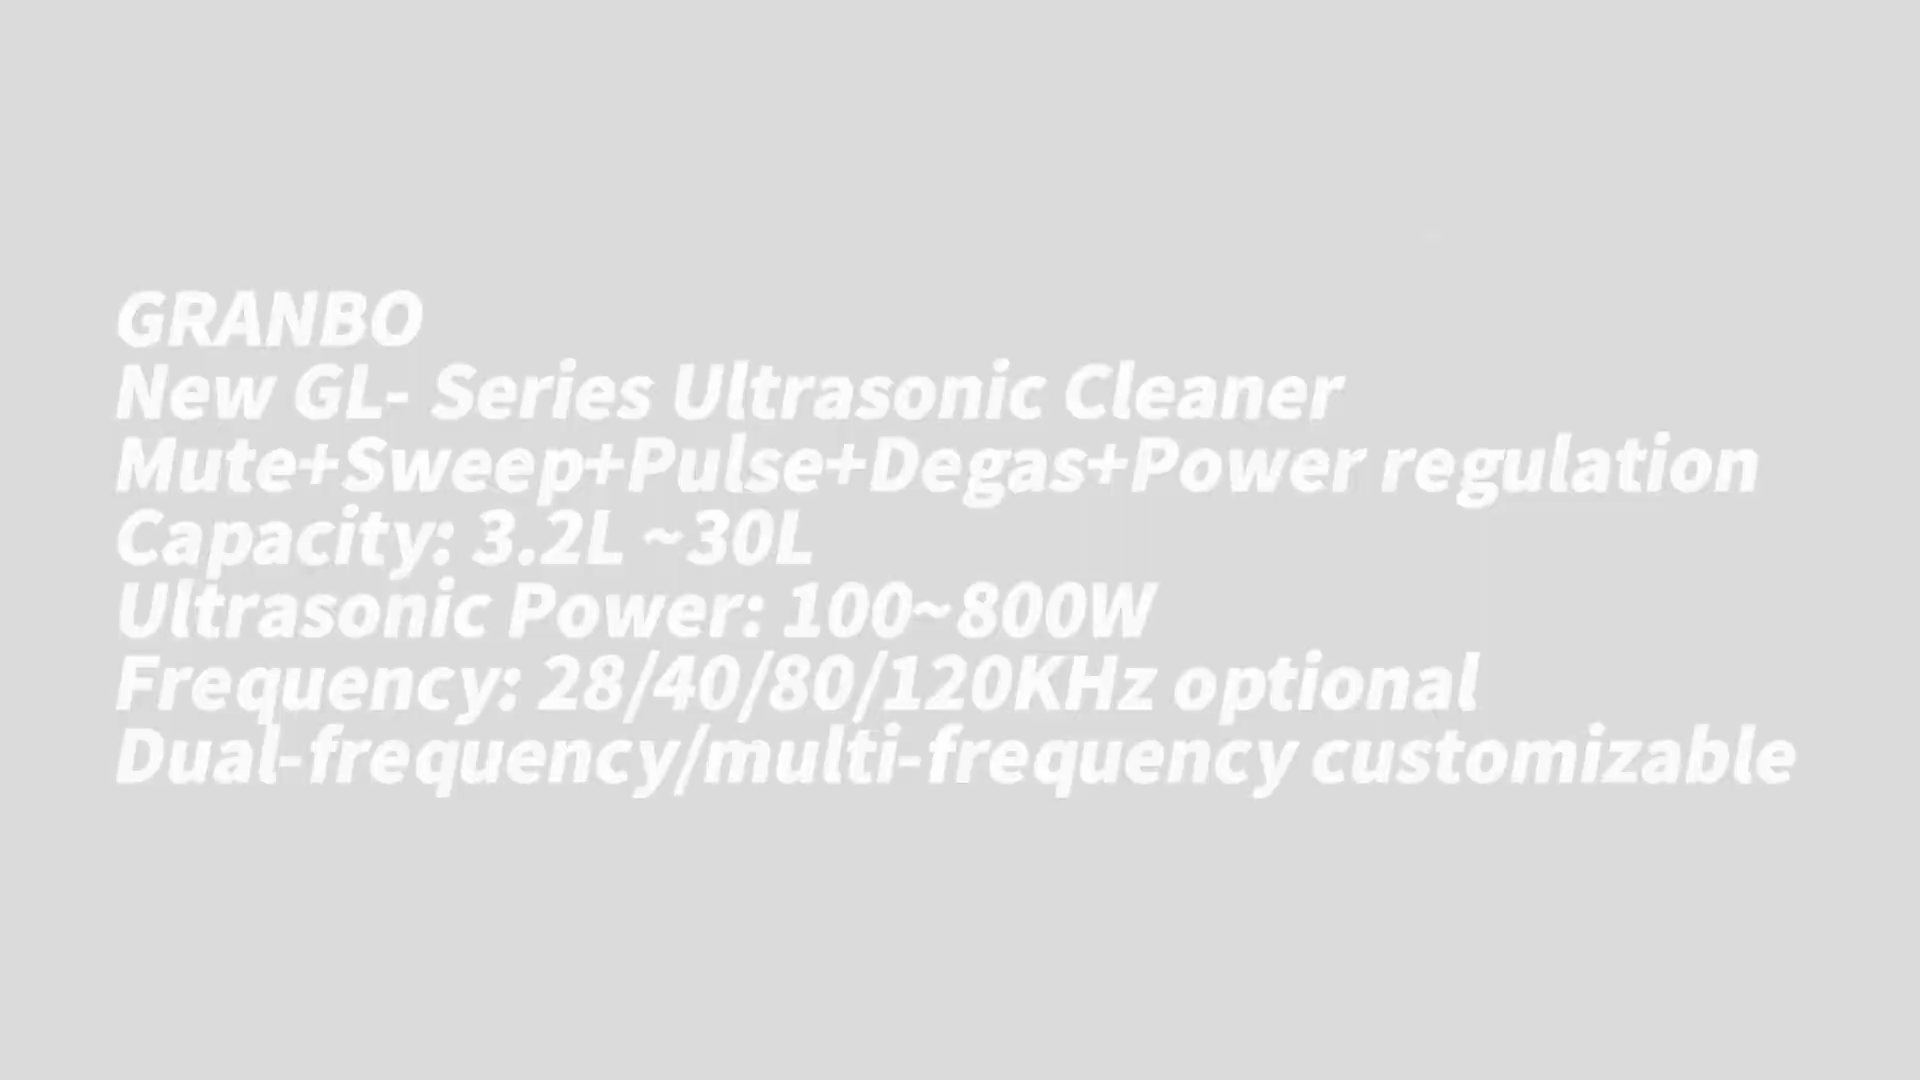 GRANBO
New GL- Series Ultrasonic Cleaner
Mute+Sweep+Pulse+Degas+Power regulation
Capacity: 3.2L ~30L
Ultrasonic Power: 100~800W
Frequency: 28/40/80/120KHz optional
Dual-frequency/multi-frequency customizable